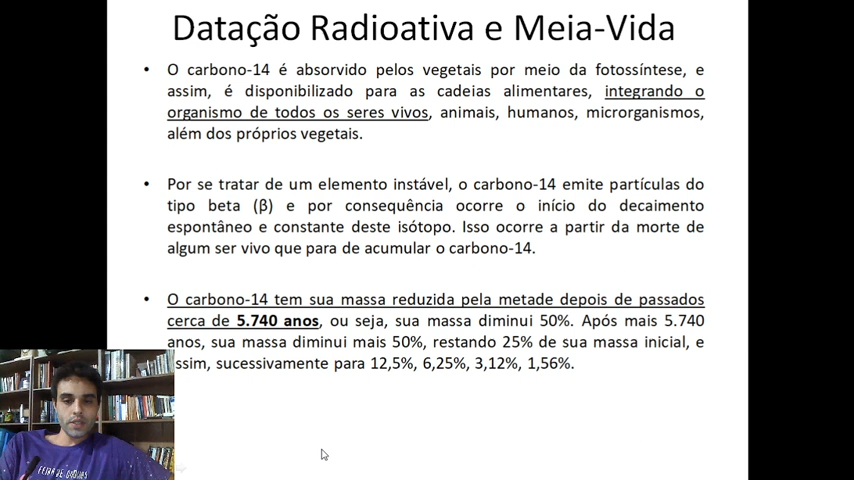 Datação Radioativa e Meia-Vida
• O carbono-14 é absorvido pelos vegetais por meio da fotossíntese, e
assim, é disponibilizado para as cadeias alimentares, integrando o
organismo de todos os seres vivos, animais, humanos, microrganismos,
além dos próprios vegetais.
• Por se tratar de um elemento instável, o carbono-14 emite partículas do
tipo beta (β) e por consequência ocorre o início do decaimento
espontâneo e constante deste isótopo. Isso ocorre a partir da morte de
algum ser vivo que para de acumular o carbono-14.
• O carbono-14 tem sua massa reduzida pela metade depois de passados
cerca de 5.740 anos, ou seja, sua massa diminui 50%. Após mais 5.740
anos, sua massa diminui mais 50%, restando 25% de sua massa inicial, e
ssim, sucessivamente para 12,5%, 6,25%, 3,12%, 1,56%.